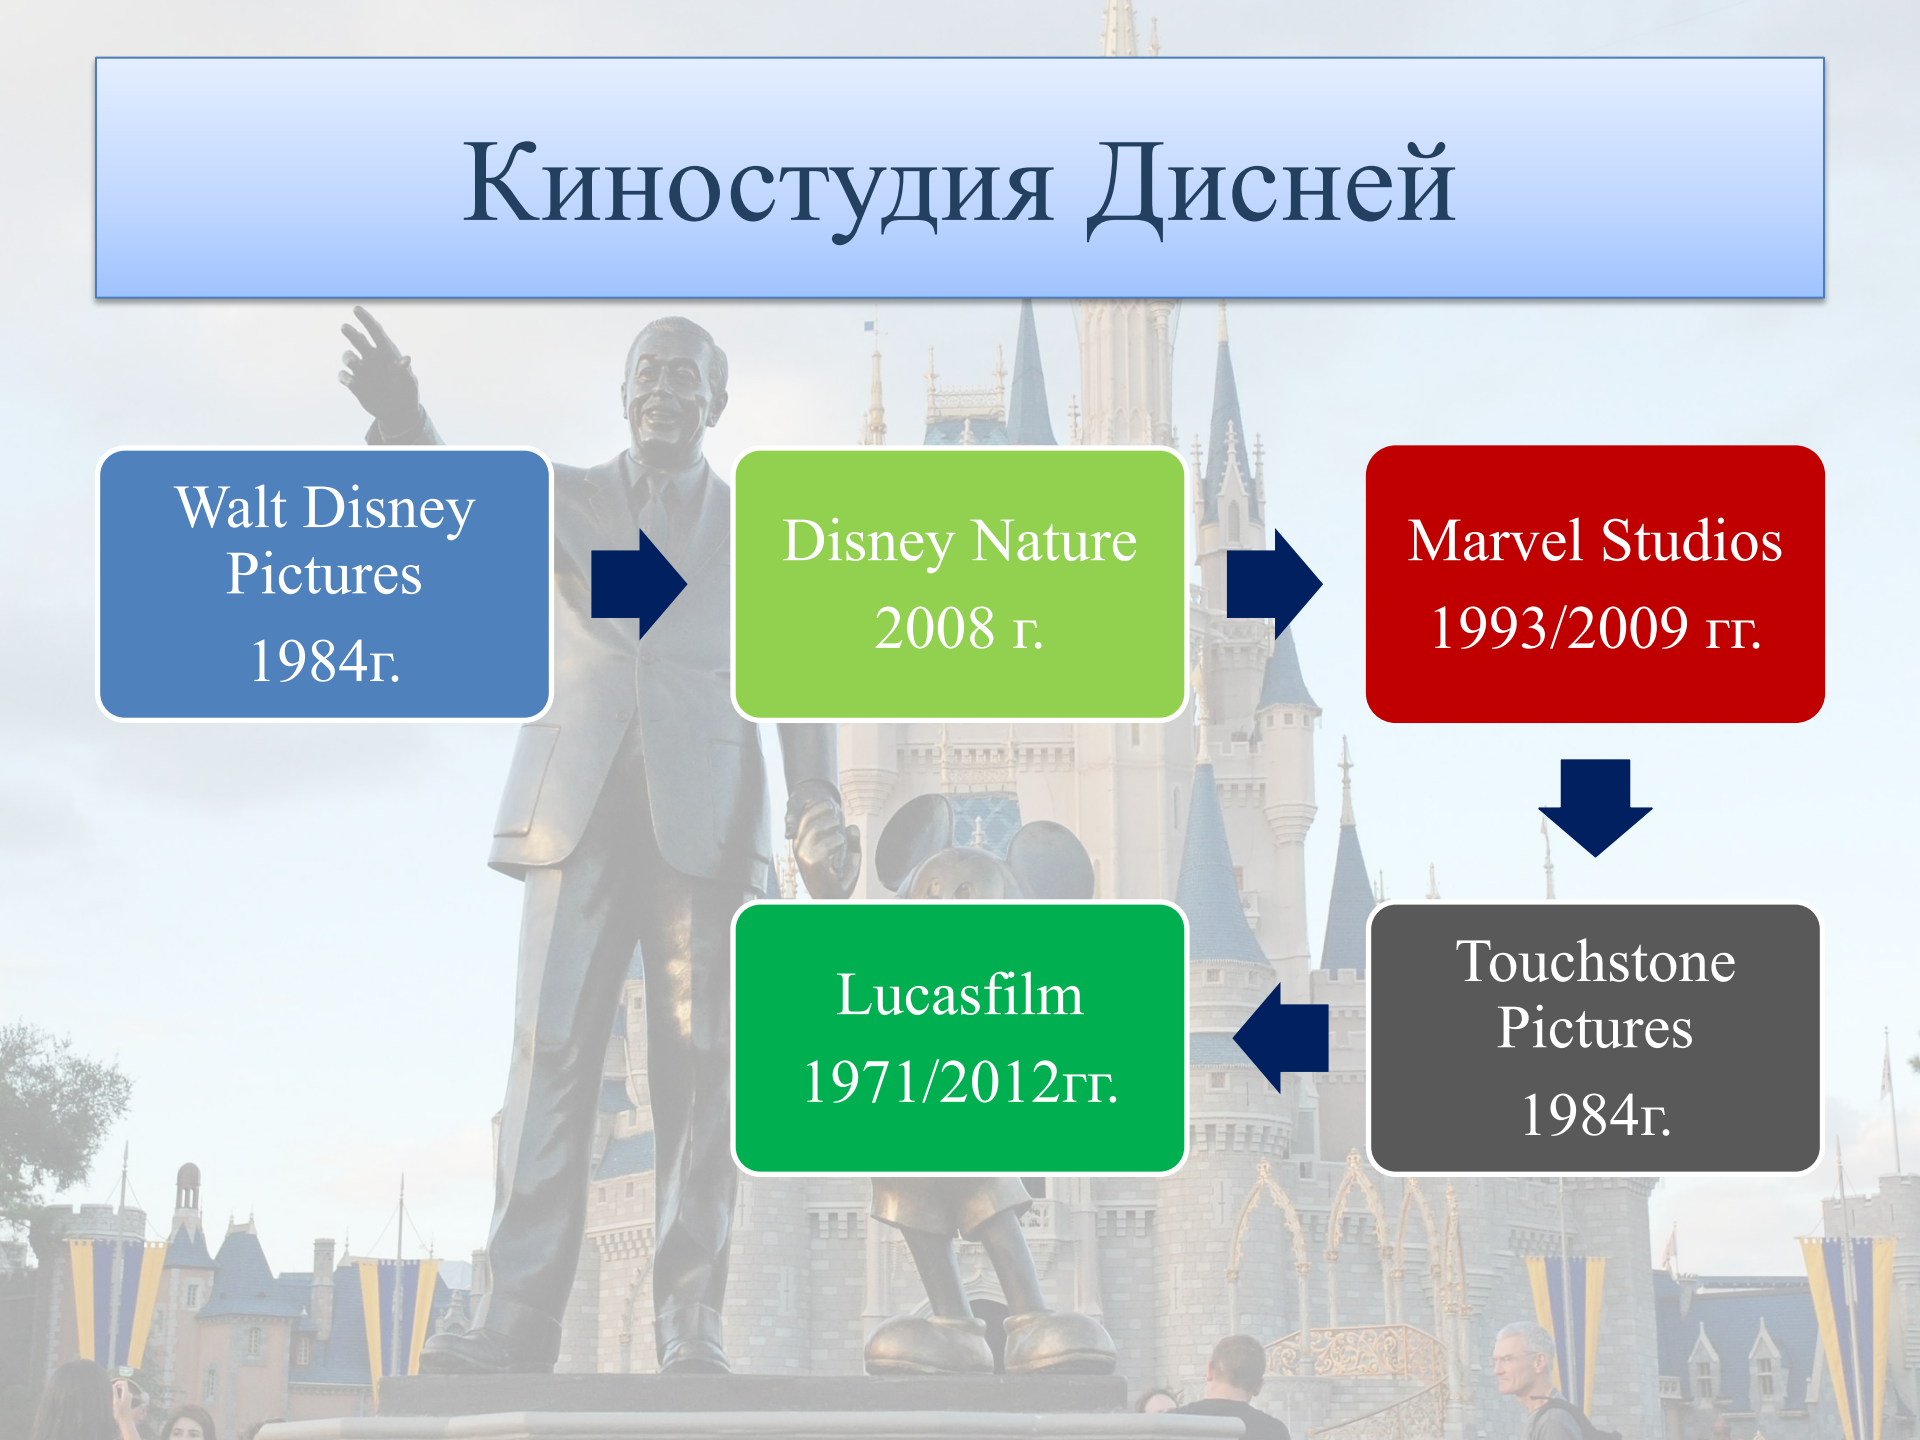 Киностудия Дисней
Walt Disney
Pictures
1984г.
Disney Nature
2008 г.
Marvel Studios
1993/2009 гг.
Touchstone
Pictures
1984г.
Lucasfilm
1971/2012гг.